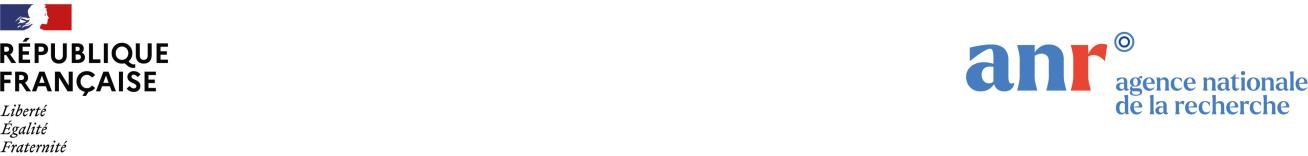 RÉPUBLIQUE
FRANÇAISE
Liberté
Égalité
Fraternité
anr
agence nationale
de la recherche